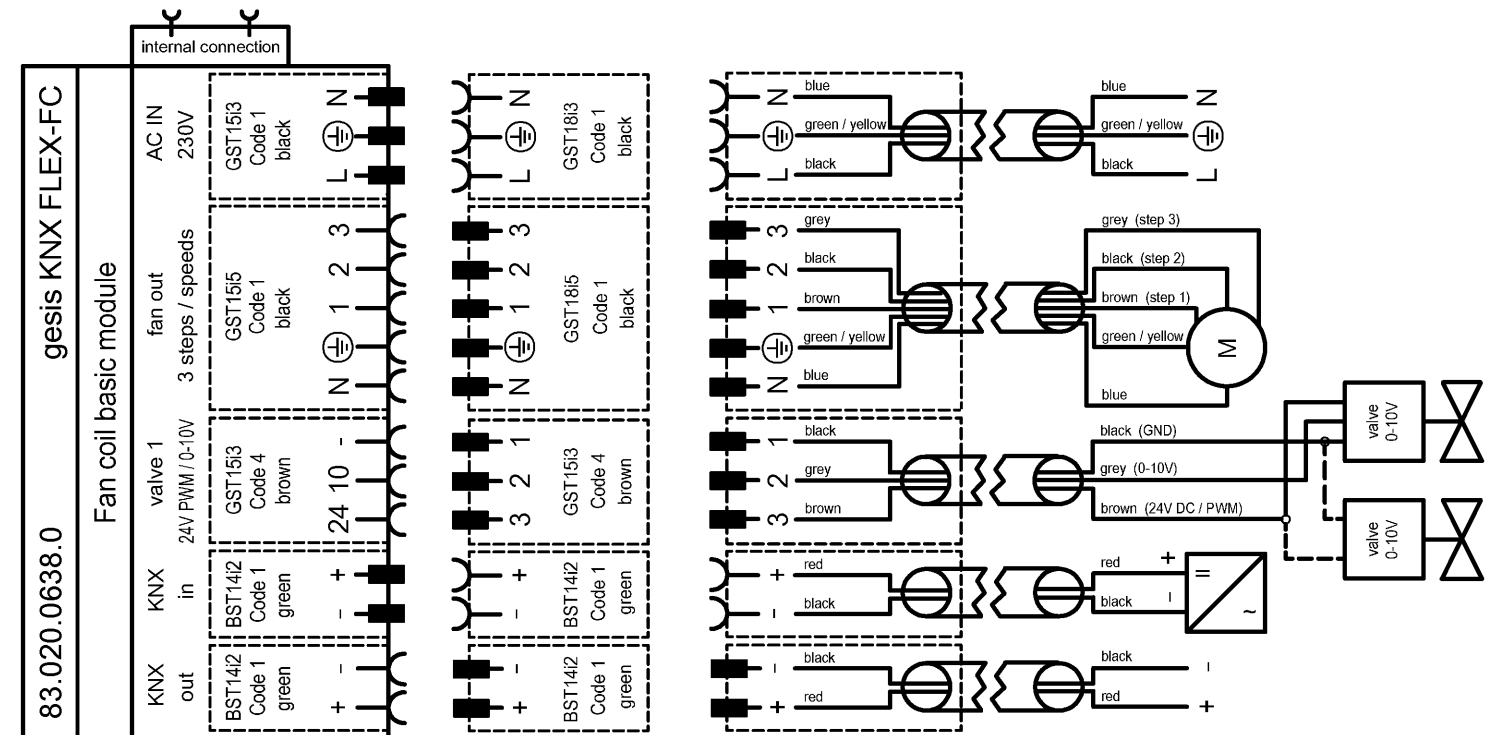 internal connection
83.020.0638.0 gesis KNX FLEX-FC
Fan coil basic module
AC IN
230V
GST15i3
Code 1
black
N
L
GST18i3
Code 1
black
N
L
N
L
blue
green / yellow
black
blue
green / yellow
black
N
L
fan out
3 steps / speeds
GST15i5
Code 1
black
3
2
1
N
3
2
1
N
GST18i5
Code 1
black
3
2
1
N
grey
black
brown
green / yellow
blue
grey (step 3)
black (step 2)
brown (step 1)
green / yellow
blue
M
valve 1
24V PWM / 0-10V
GST15i3
Code 4
brown
-
10
24
1
2
3
GST15i3
Code 4
brown
1
2
3
black
grey
brown
black (GND)
grey (0-10V)
brown (24V DC / PWM)
valve
0-10V
valve
0-10V
KNX
in
BST14i2
Code 1
green
+
-
+
-
BST14i2
Code 1
green
+
-
red
black
red
black
+
-
=
~
KNX
out
BST14i2
Code 1
green
-
+
-
+
BST14i2
Code 1
green
-
+
black
red
black
red
-
+